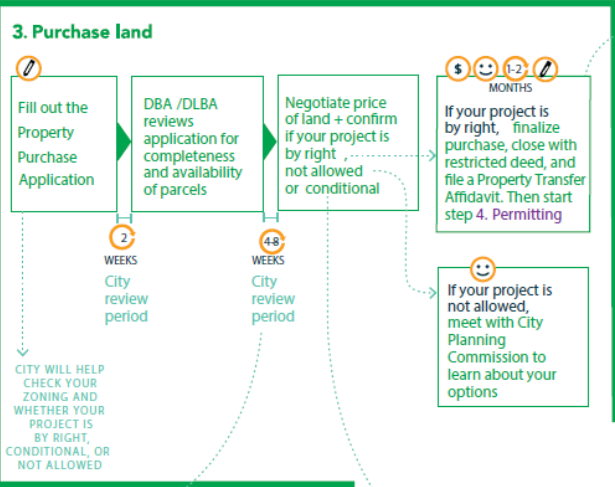 3. Purchase land
Fill out the
Property
Purchase
Application
DBA /DLBA
reviews
application for
completeness
and availability
of parcels
Negotiate price
of land + confirm
if your project is
by right ,
not allowed
or conditional
$ 1-2
MONTHS
If your project is
by right, finalize
purchase, close with
restricted deed, and
file a Property Transfer
Affidavit. Then start
step 4. Permitting
2
WEEKS
City
review
period
4-8
WEEKS
City
review
period
If your project is
not allowed,
meet with City
Planning
Commission to
learn about your
options
CITY WILL HELP
CHECK YOUR
ZONING AND
WHETHER YOUR
PROJECT IS
BY RIGHT,
CONDITIONAL, OR
NOT ALLOWED